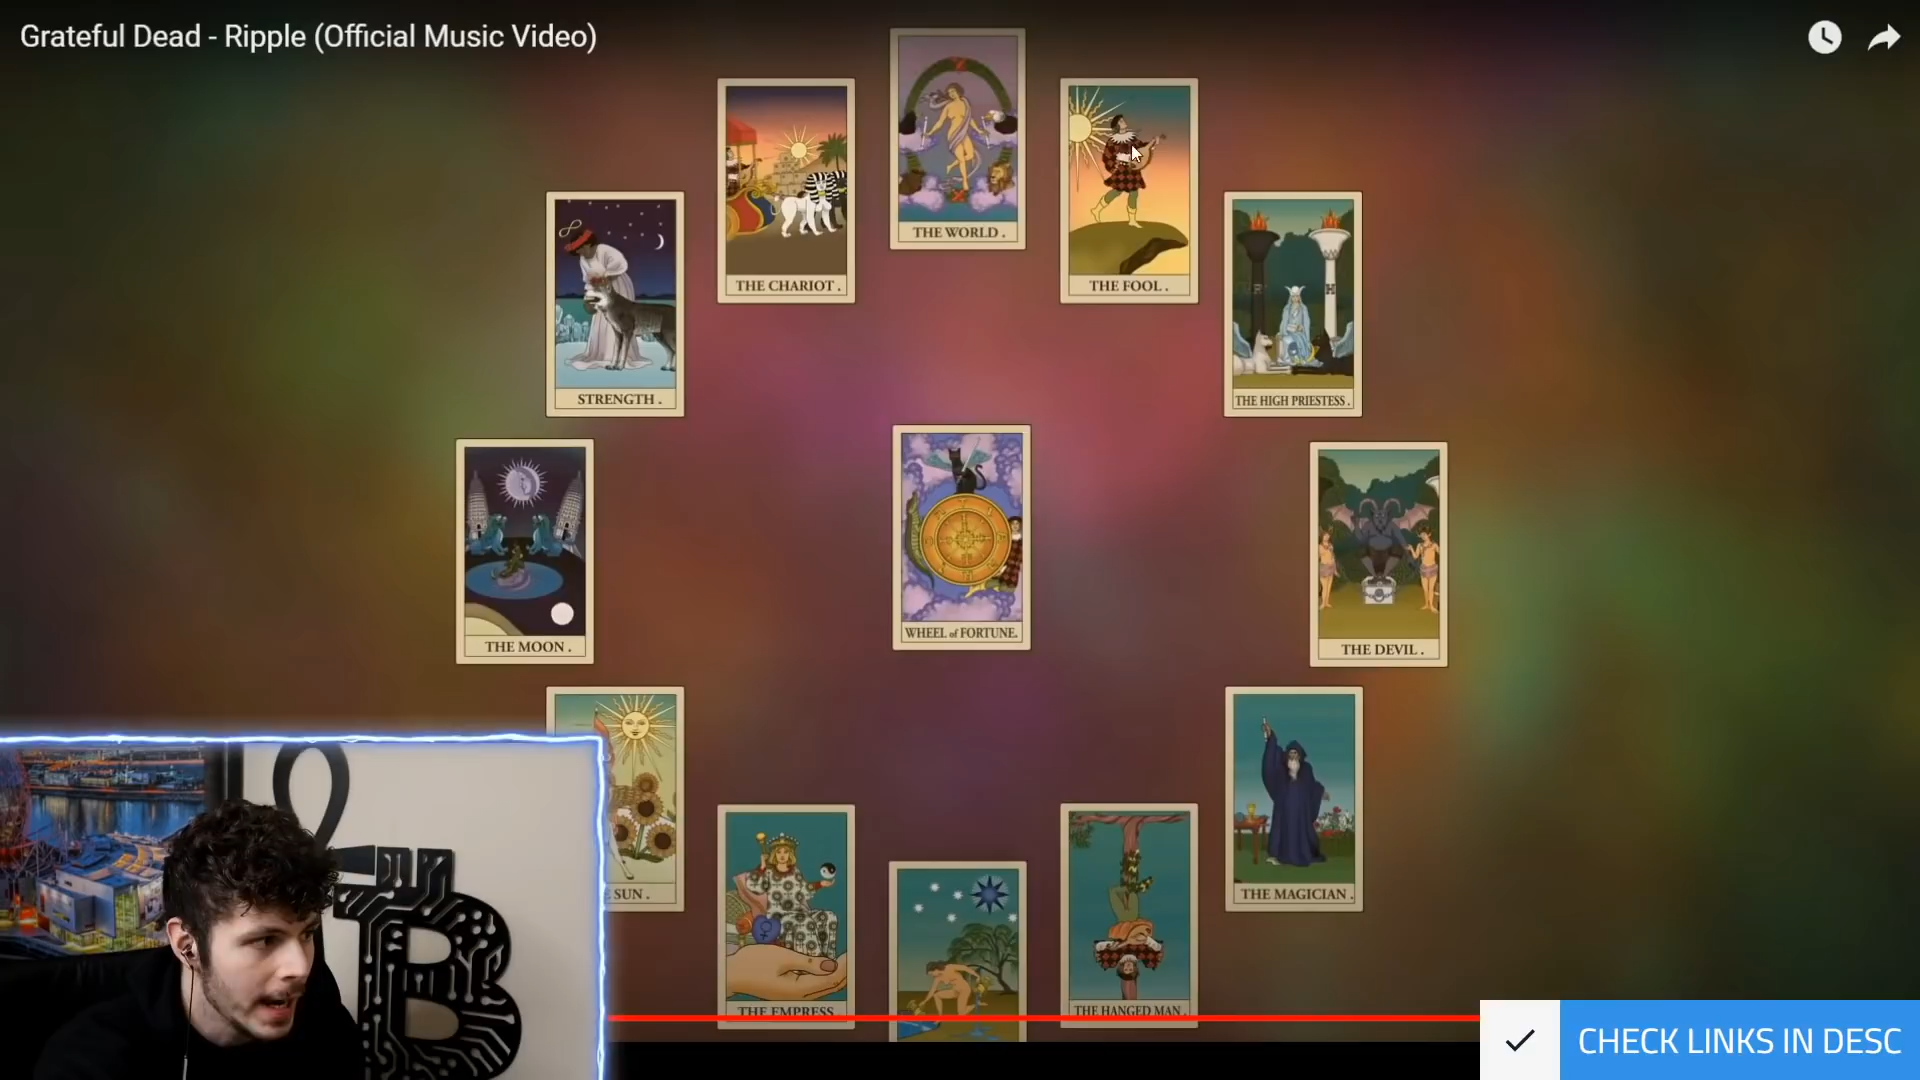 Grateful Dead - Ripple (Official Music Video)
THE WORLD .
THE CHARIOT .
THE FOOL .
STRENGTH .
THE HIGH PRIESTESS .
WHEEL of FORTUNE.
THE MOON .
THE DEVIL .
SUN .
THE MAGICIAN .
THE EMPRESS
THE HANGED MAN .
CHECK LINKS IN DESC